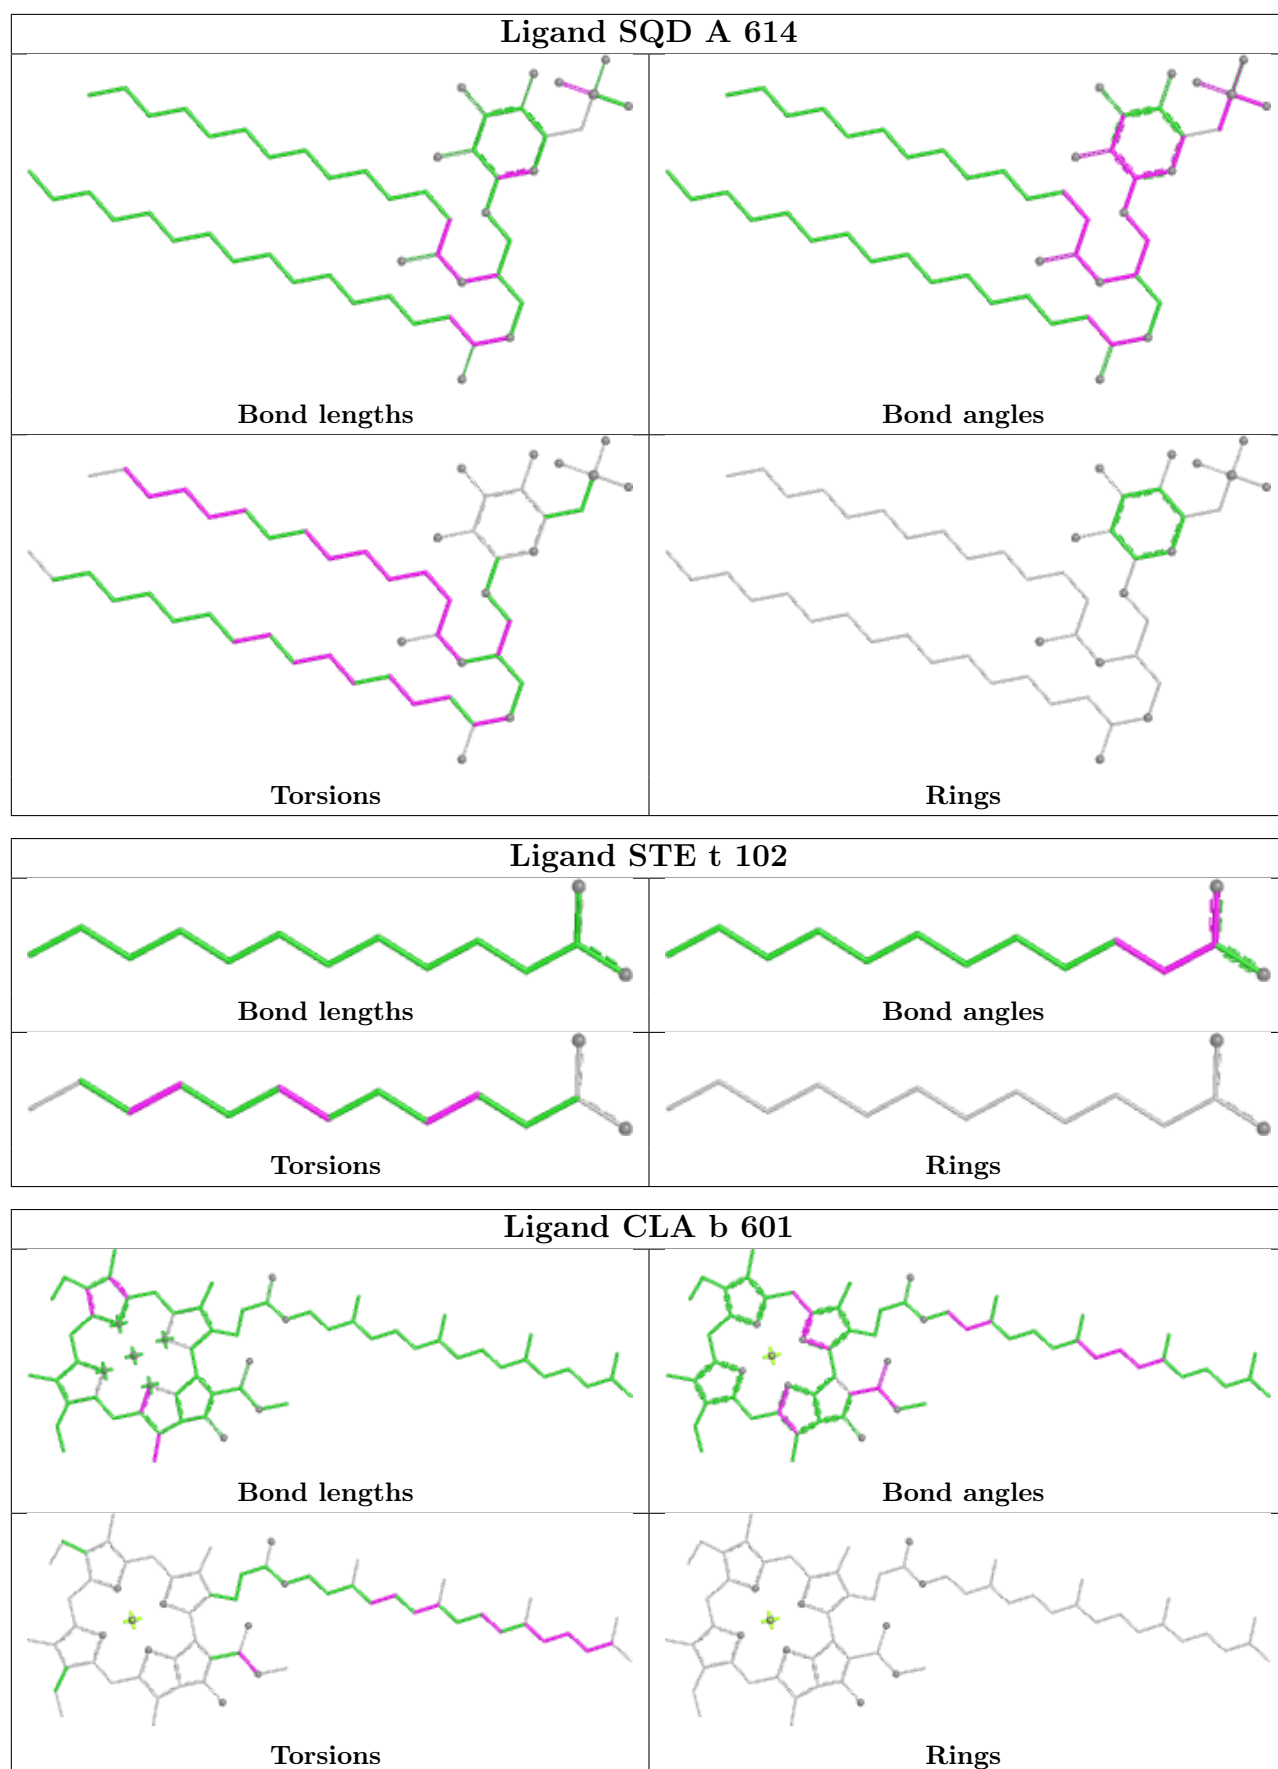 Ligand SQD A 614
Bond lengths
Bond angles
Torsions
Rings
Ligand STE t 102
Bond lengths
Bond angles
Torsions
Rings
Ligand CLA b 601
Bond lengths
Bond angles
Torsions
Rings